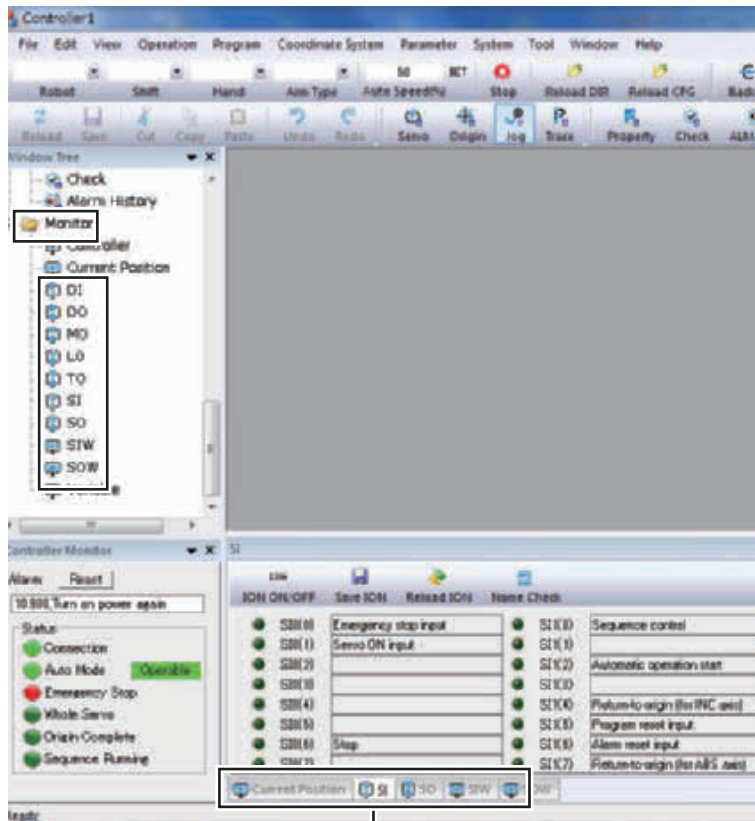 Controller1
File Edit View Operation Program Coordinate System Parameter System Tool Window Help
50 SET
Robot Shift Hand Arm Type Auto Speed(%) Stop Reload DIR Reload CFG
Reload Save Cut Copy Paste Undo Redo Servo Origin Jog Trace Property Check
Window Tree
Check
Alarm History
Monitor
Controller
Current Position
DI
DO
MO
LO
TO
SI
SO
SIW
SOW
Controller Monitor
SI
Alarm Reset
Turn on power again
ION ON/OFF Save ION Reload ION Name Check
Status
Connection
Auto Mode Operable
Emergency Stop
Whole Servo
Origin Complete
Sequence Running
SI0(0) Emergency stop input SI1(0) Sequence control
SI0(1) Servo ON input SI1(1)
SI0(2) SI1(2) Automatic operation start
SI0(3) SI1(3)
SI0(4) SI1(4) Return-to-origin (for INC axis)
SI0(5) SI1(5) Program reset input
SI0(6) Stop SI1(6) Alarm reset input
SI0(7) SI1(7) Return-to-origin (for ABS axis)
Current Position SI SO SIW SOW
Ready